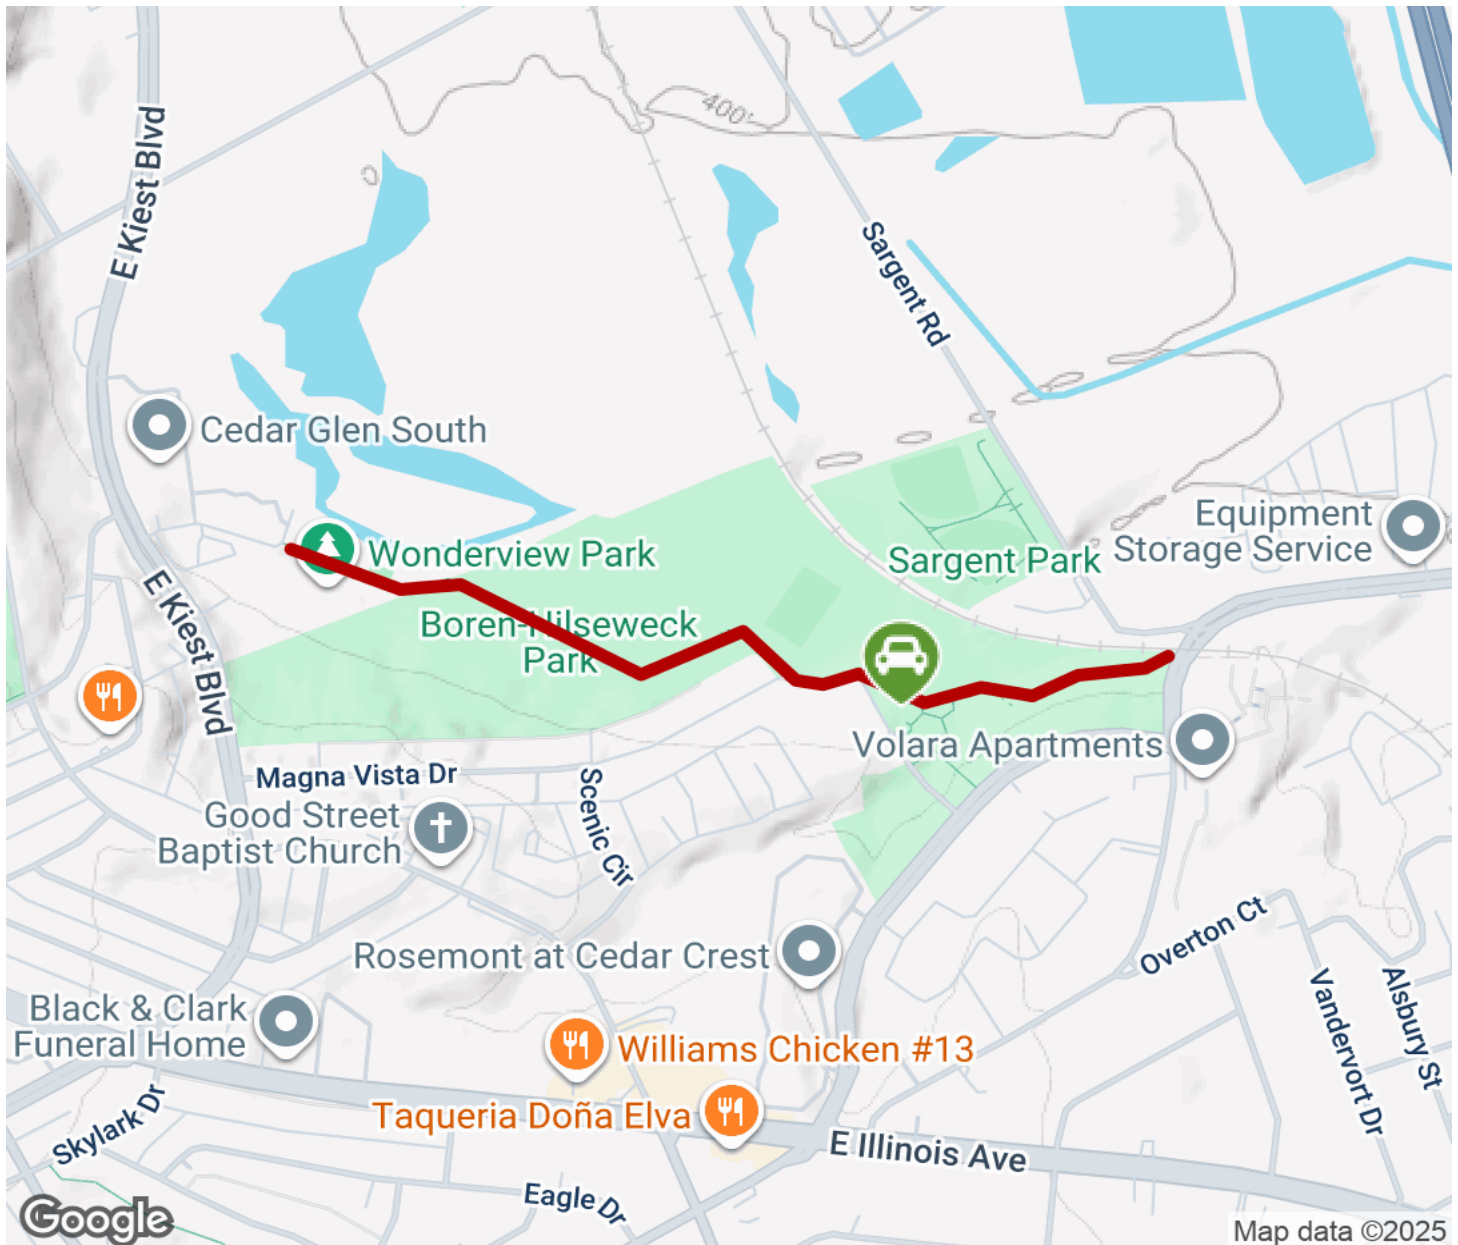 E Kiest Blvd
400'
Sargent Rd
Cedar Glen South
Wonderview Park
Equipment
Storage Service
Sargent Park
E Kiest Blvd
Boren-Hilseweck
Park
Volara Apartments
Magna Vista Dr
Scenic Cir
Good Street
Baptist Church
Overton Ct
Rosemont at Cedar Crest
Vandervort Dr
Alsbury St
Black & Clark
Funeral Home
Williams Chicken #13
Taqueria Doña Elva
Skylark Dr
E Illinois Ave
Eagle Dr
Google
Map data ©2025